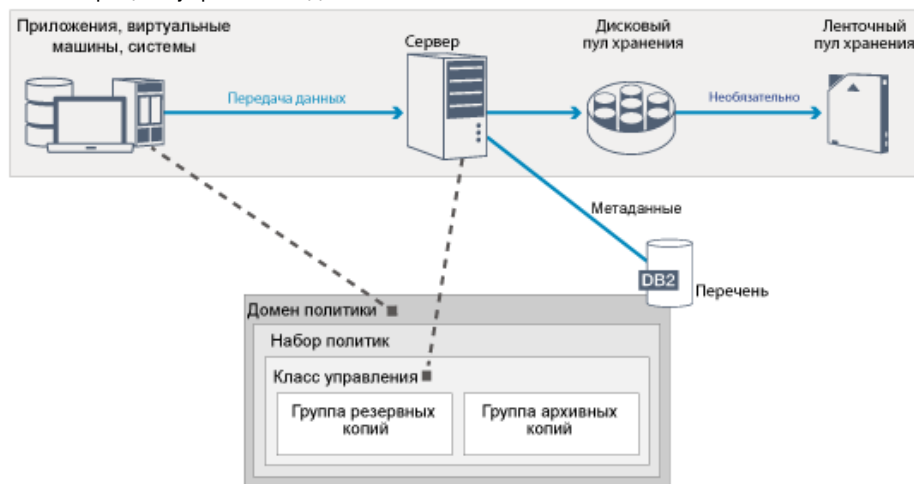 Приложения, виртуальные
машины, системы
Сервер
Дисковый
пул хранения
Ленточный
пул хранения
Передача данных
Необязательно
Метаданные
DB2
Перечень
Домен политики
Набор политик
Класс управления
Группа резервных
копий
Группа архивных
копий